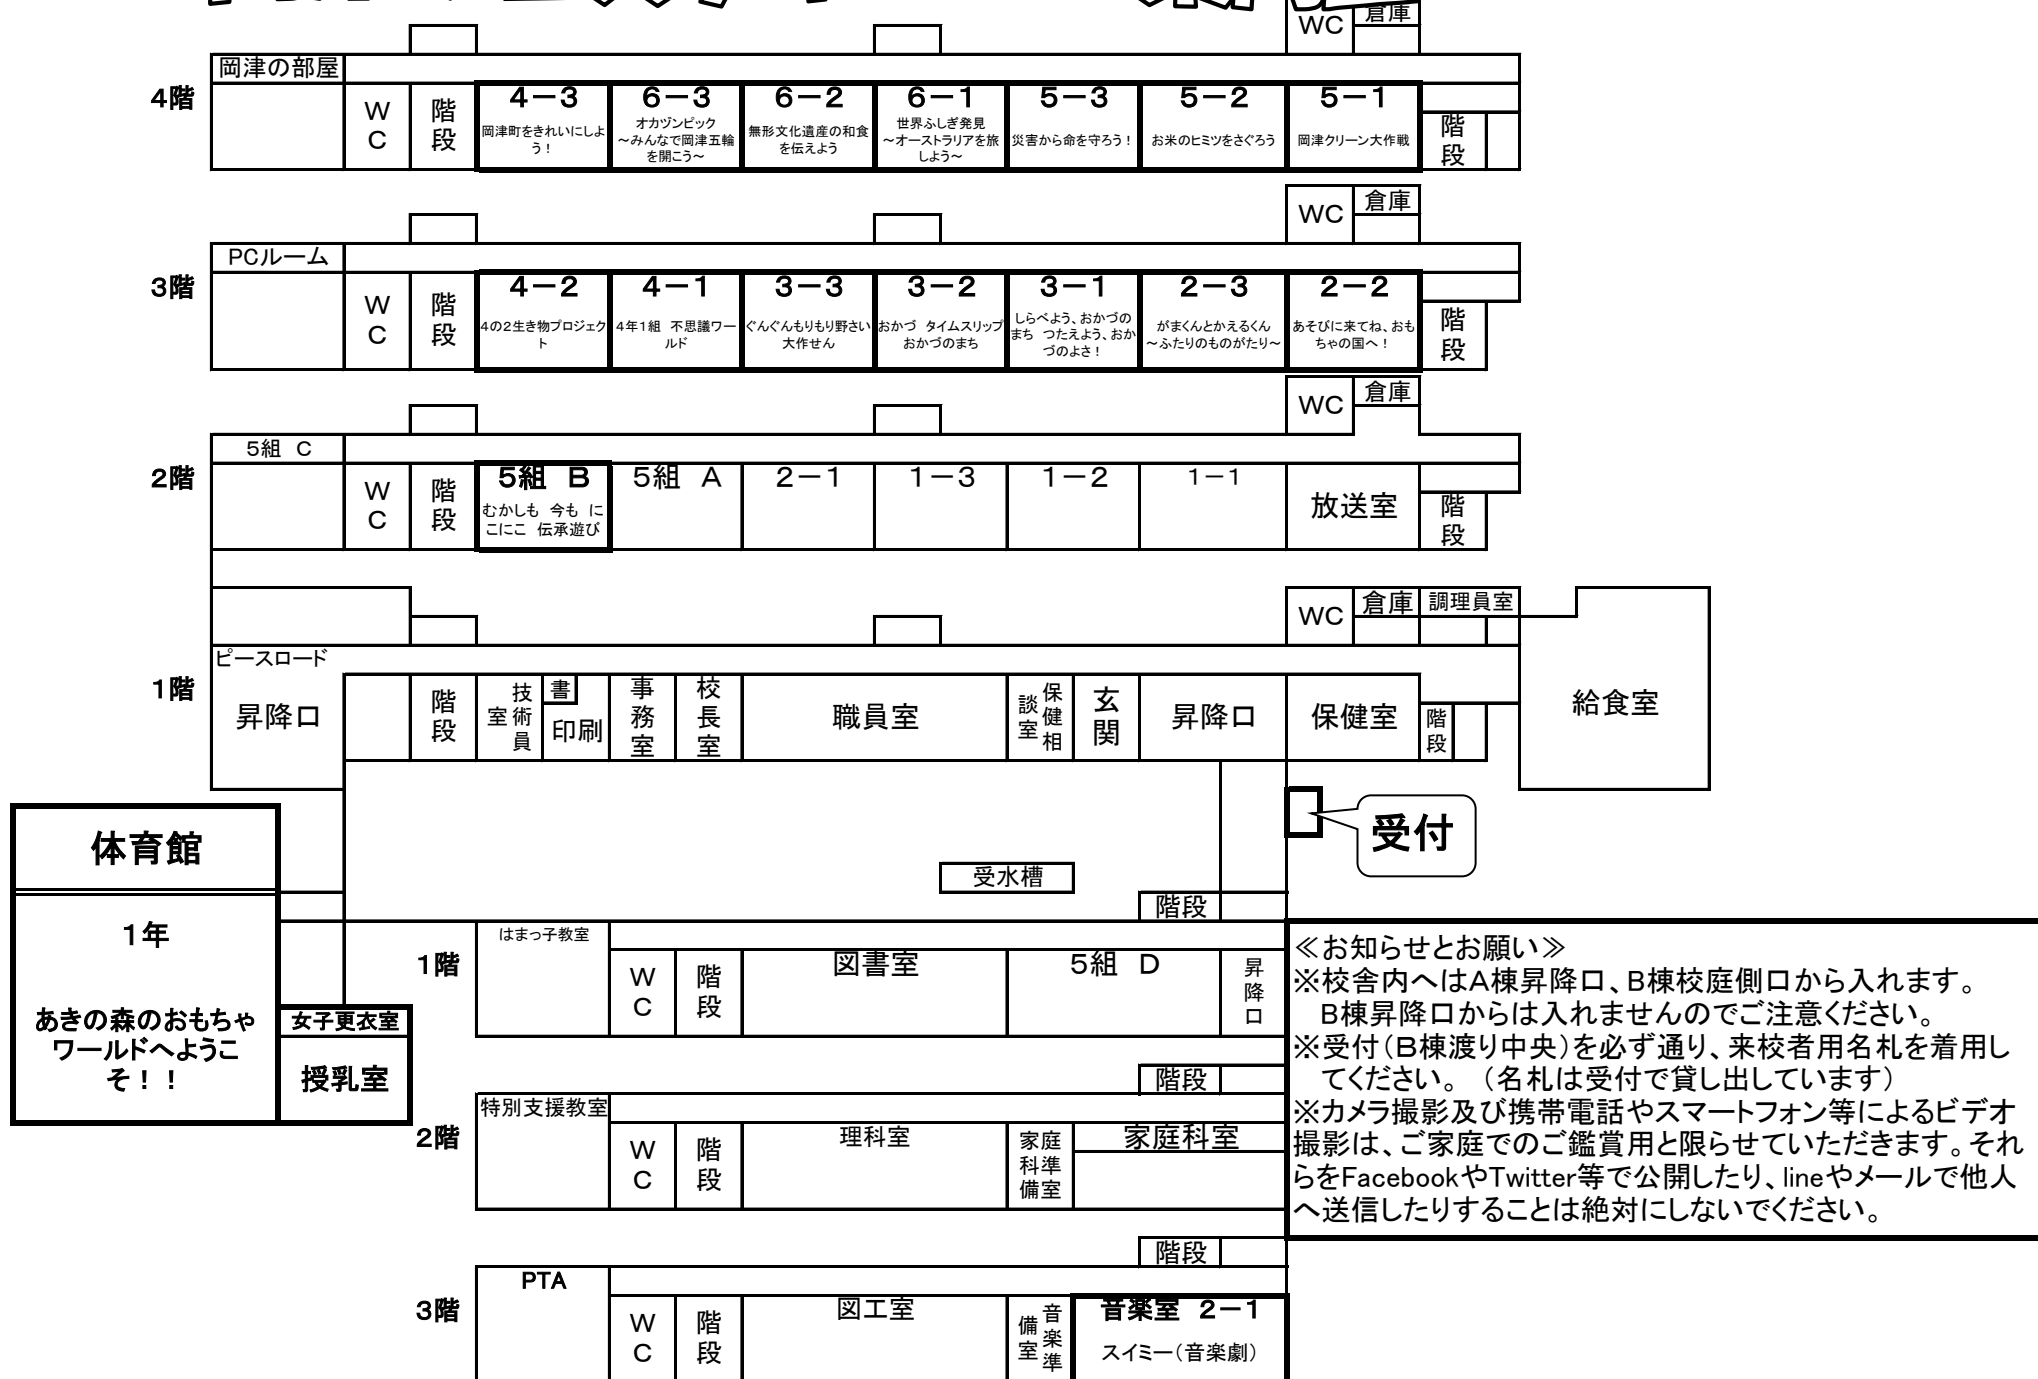 WC
倉庫
岡津の部屋
4階
WC
階段
4-3
岡津町をきれいにしよ
う!
6-3
オカヅンピック
~みんなで岡津五輪
を開こう~
6-2
無形文化遺産の和食
を伝えよう
6-1
世界ふしぎ発見
~オーストラリアを旅
しよう~
5-3
災害から命を守ろう!
5-2
お米のヒミツをさぐろう
5-1
岡津クリーン大作戦
階段
WC
倉庫
PCルーム
3階
WC
階段
4-2
4の2生き物プロジェク
ト
4-1
4年1組 不思議ワー
ルド
3-3
ぐんぐんもりもり野さい
大作せん
3-2
おかづ タイムスリップ
おかづのまち
3-1
しらべよう、おかづの
まち つたえよう、おか
づのよさ!
2-3
がまくんとかえるくん
~ふたりのものがたり~
2-2
あそびに来てね、おも
ちゃの国へ!
階段
WC
倉庫
5組 C
2階
WC
階段
5組 B
むかしも 今も に
こにこ 伝承遊び
5組 A
2-1
1-3
1-2
1-1
放送室
階段
WC
倉庫
調理員室
ピースロード
1階
昇降口
階段
技術員室
書
印刷
事務室
校長室
職員室
保健相談室
玄関
昇降口
保健室
階段
給食室
受付
体育館
1年
あきの森のおもちゃ
ワールドへようこ
そ!!
女子更衣室
授乳室
受水槽
階段
はまっ子教室
1階
WC
階段
図書室
5組 D
昇降口
階段
特別支援教室
2階
WC
階段
理科室
家庭科準備室
家庭科室
階段
PTA
3階
WC
階段
図工室
音楽準備室
音楽室 2-1
スイミー(音楽劇)
≪お知らせとお願い≫
※校舎内へはA棟昇降口、B棟校庭側口から入れます。
B棟昇降口からは入れませんのでご注意ください。
※受付(B棟渡り中央)を必ず通り、来校者用名札を着用し
てください。 (名札は受付で貸し出しています)
※カメラ撮影及び携帯電話やスマートフォン等によるビデオ
撮影は、ご家庭でのご鑑賞用と限らせていただきます。それ
らをFacebookやTwitter等で公開したり、lineやメールで他人
へ送信したりすることは絶対にしないでください。